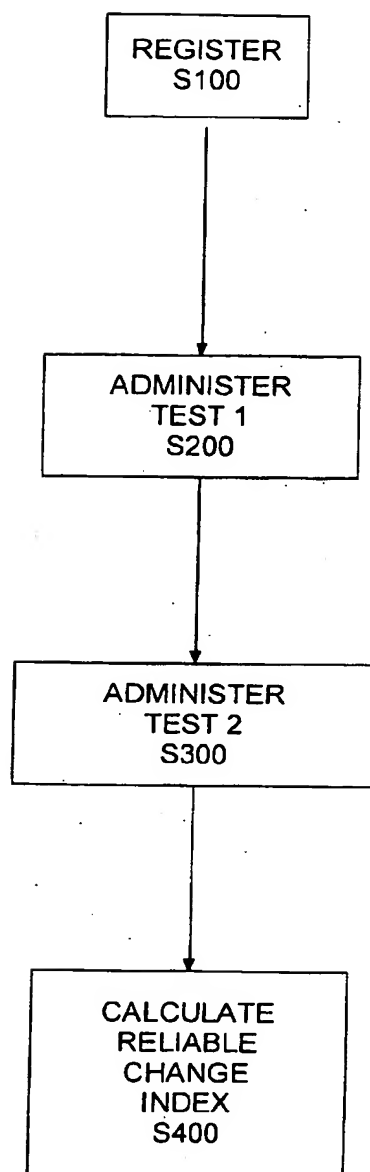 REGISTER
S100
ADMINISTER
TEST 1
S200
ADMINISTER
TEST 2
S300
CALCULATE
RELIABLE
CHANGE
INDEX
S400